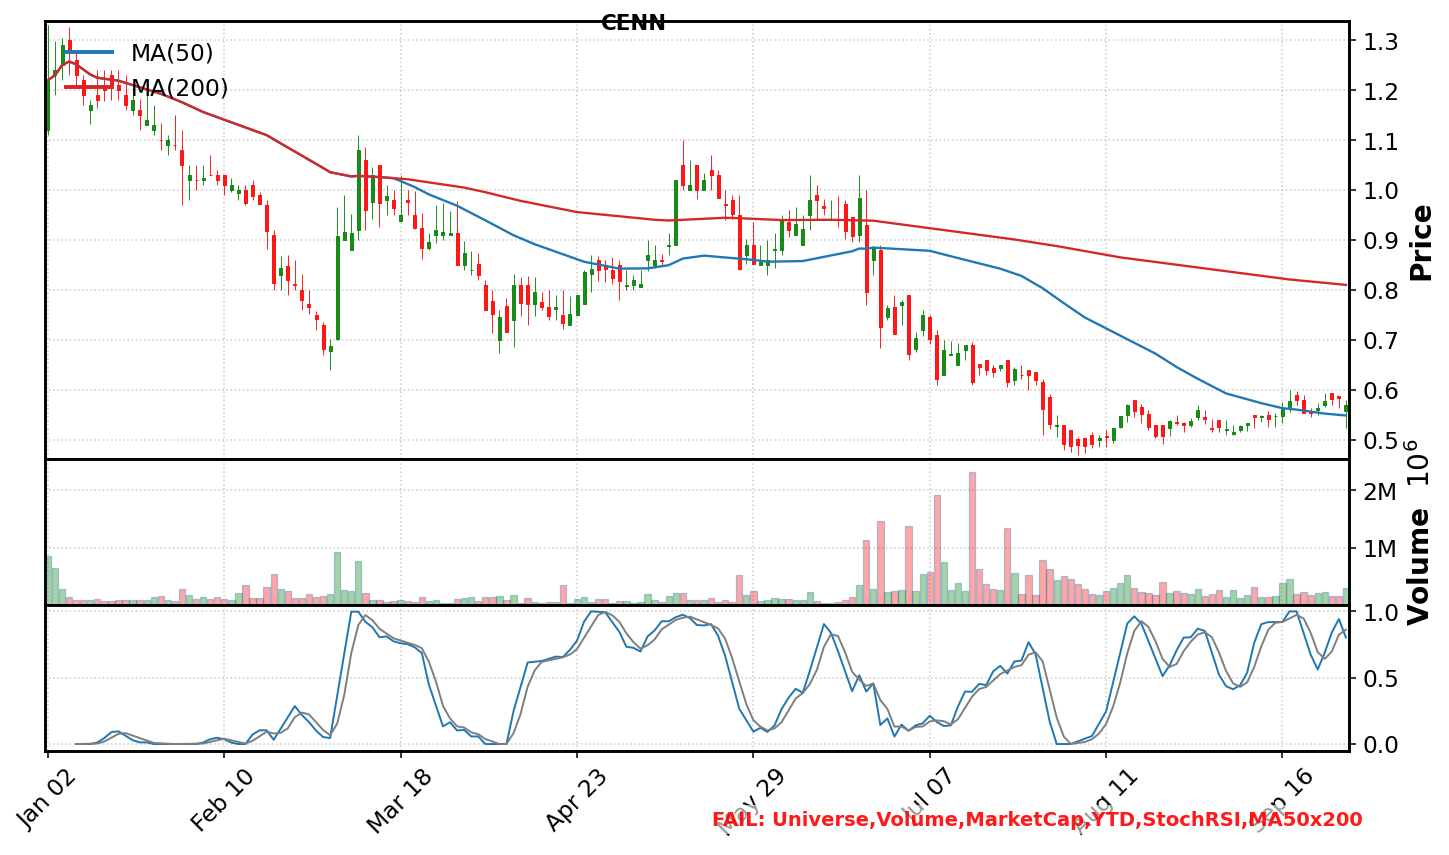 CENN
MA(50)
MA(200)
1.3
1.2
1.1
1.0
0.9
0.8
0.7
0.6
0.5
Price
2M
1M
Volume 10⁶
1.0
0.5
0.0
Jan 02
Feb 10
Mar 18
Apr 23
May 29
Jul 07
Aug 11
Sep 16
FAIL: Universe,Volume,MarketCap,YTD,StochRSI,MA50x200